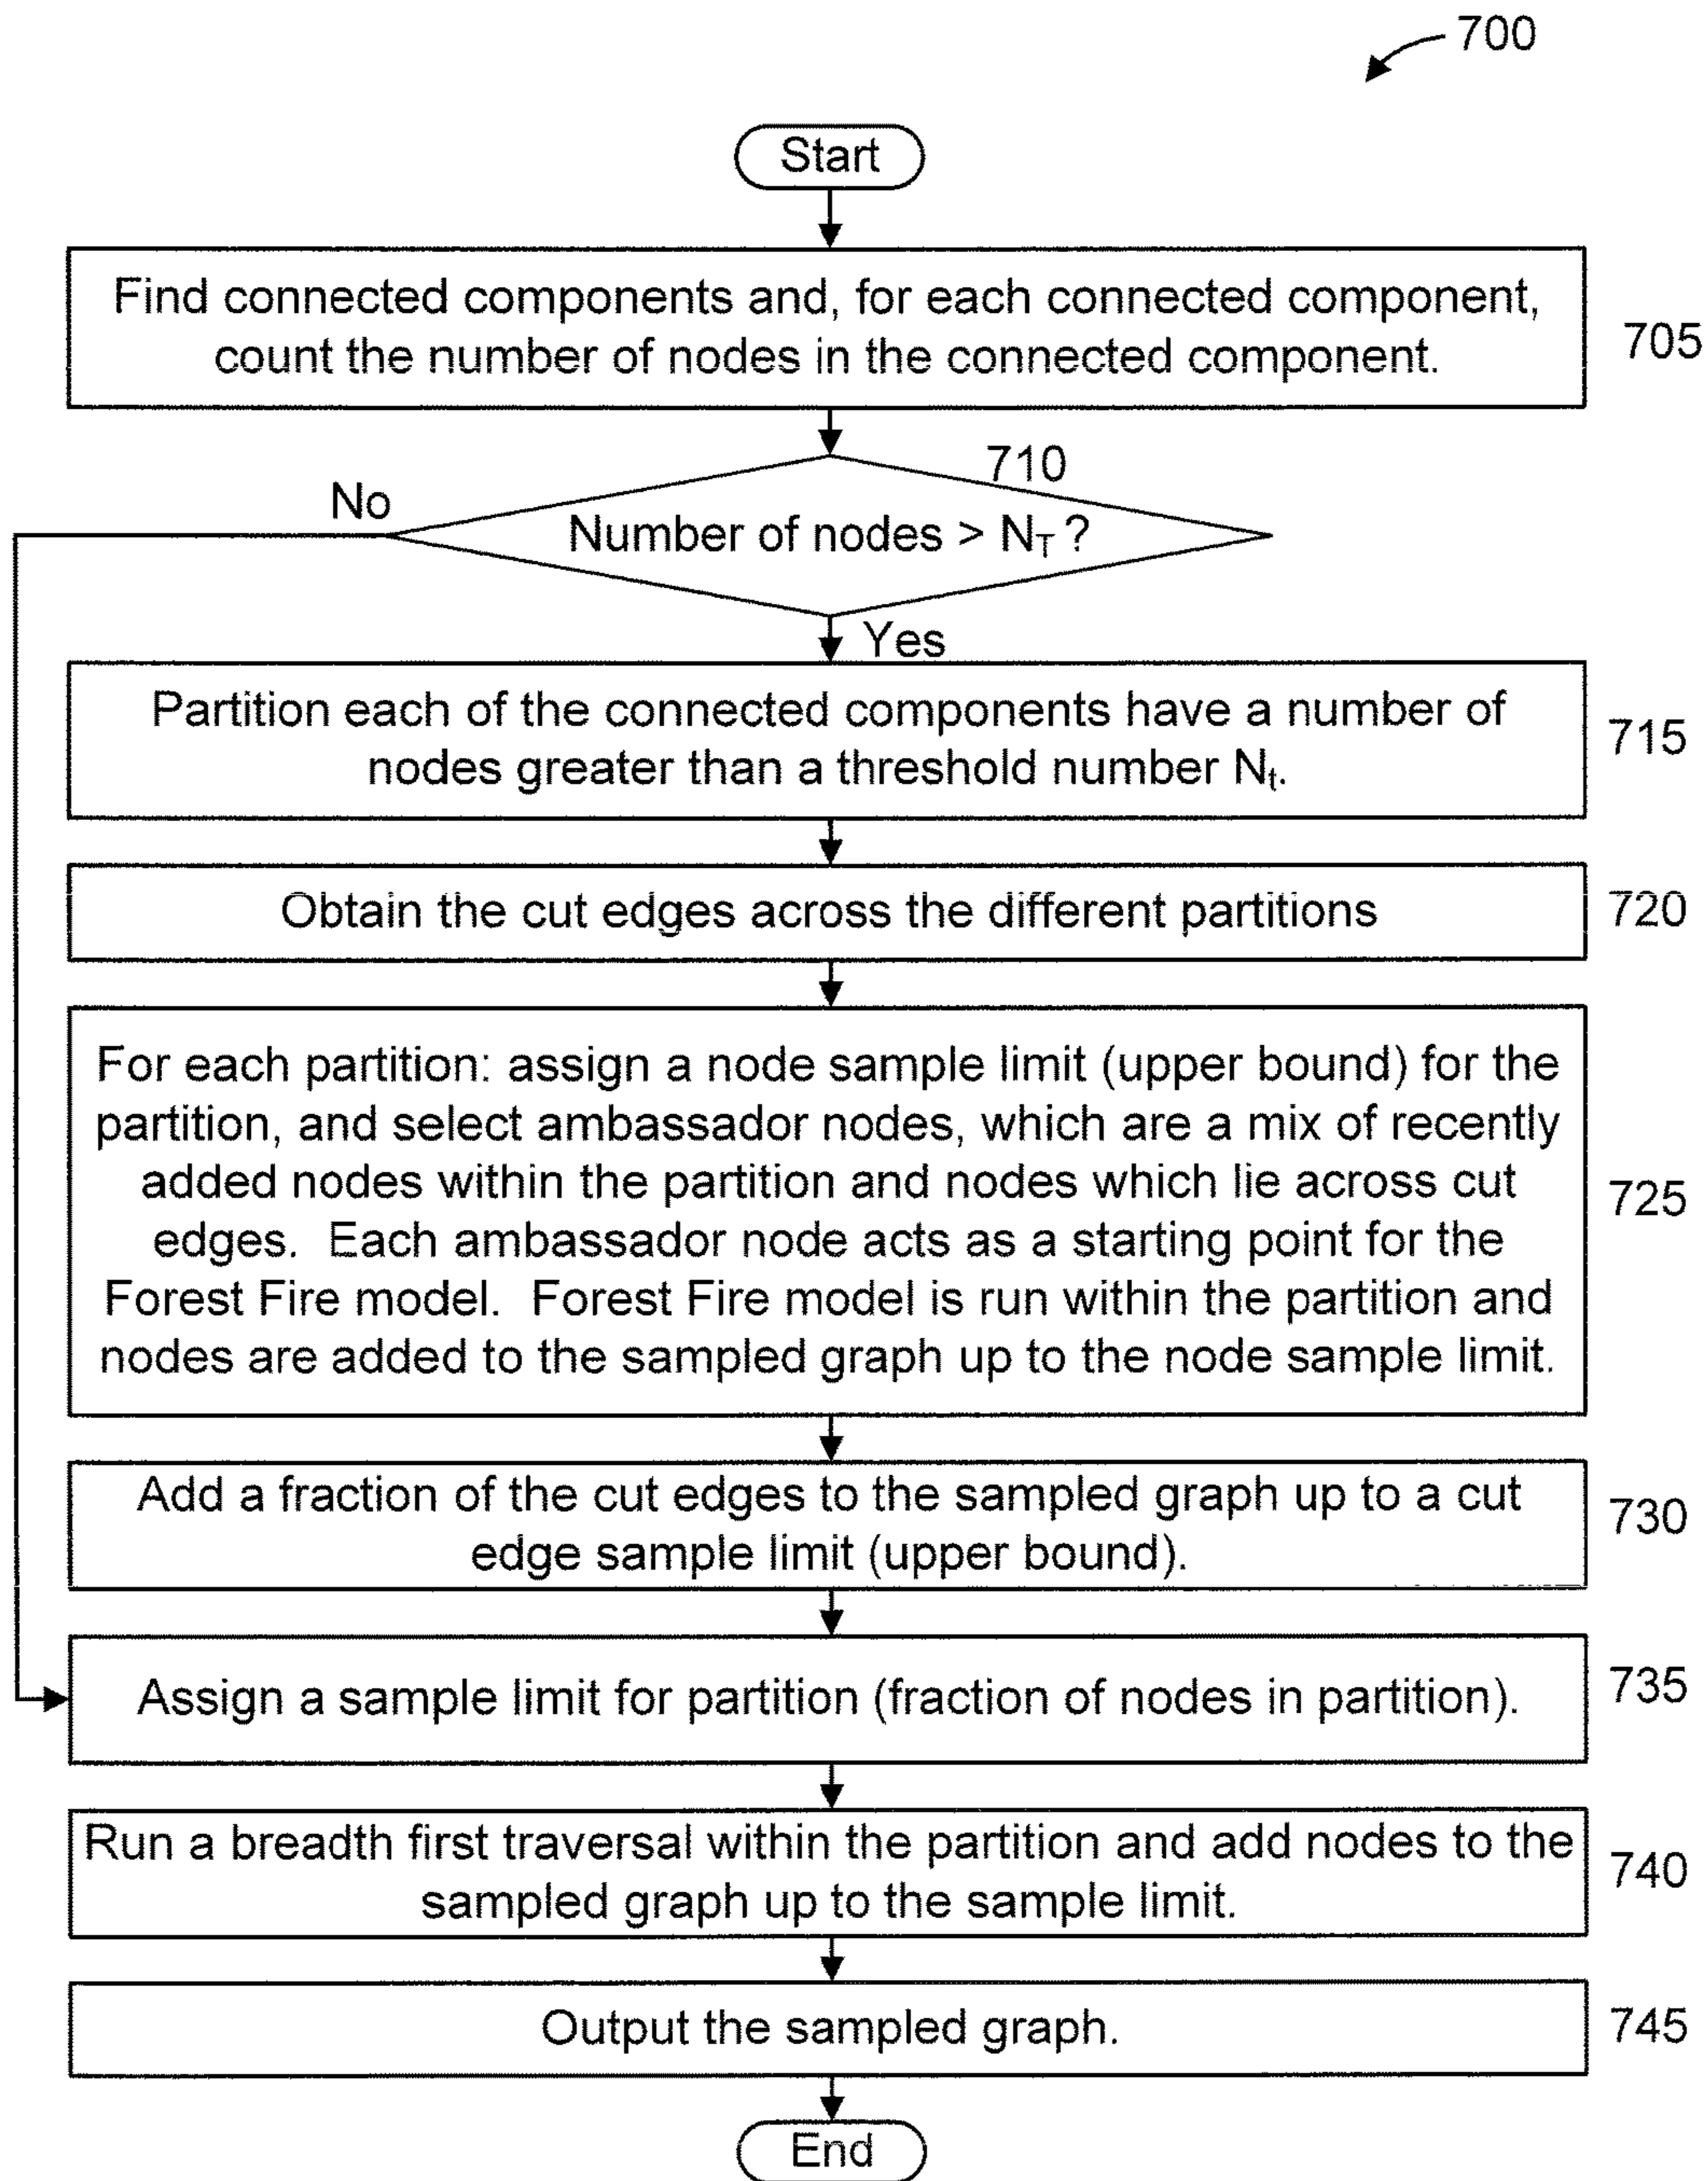 700
Start
Find connected components and, for each connected component,
count the number of nodes in the connected component.
705
710
No
Number of nodes > N_T ?
Yes
Partition each of the connected components have a number of
nodes greater than a threshold number N_t.
715
Obtain the cut edges across the different partitions
720
For each partition: assign a node sample limit (upper bound) for the
partition, and select ambassador nodes, which are a mix of recently
added nodes within the partition and nodes which lie across cut
edges. Each ambassador node acts as a starting point for the
Forest Fire model. Forest Fire model is run within the partition and
nodes are added to the sampled graph up to the node sample limit.
725
Add a fraction of the cut edges to the sampled graph up to a cut
edge sample limit (upper bound).
730
Assign a sample limit for partition (fraction of nodes in partition).
735
Run a breadth first traversal within the partition and add nodes to the
sampled graph up to the sample limit.
740
Output the sampled graph.
745
End